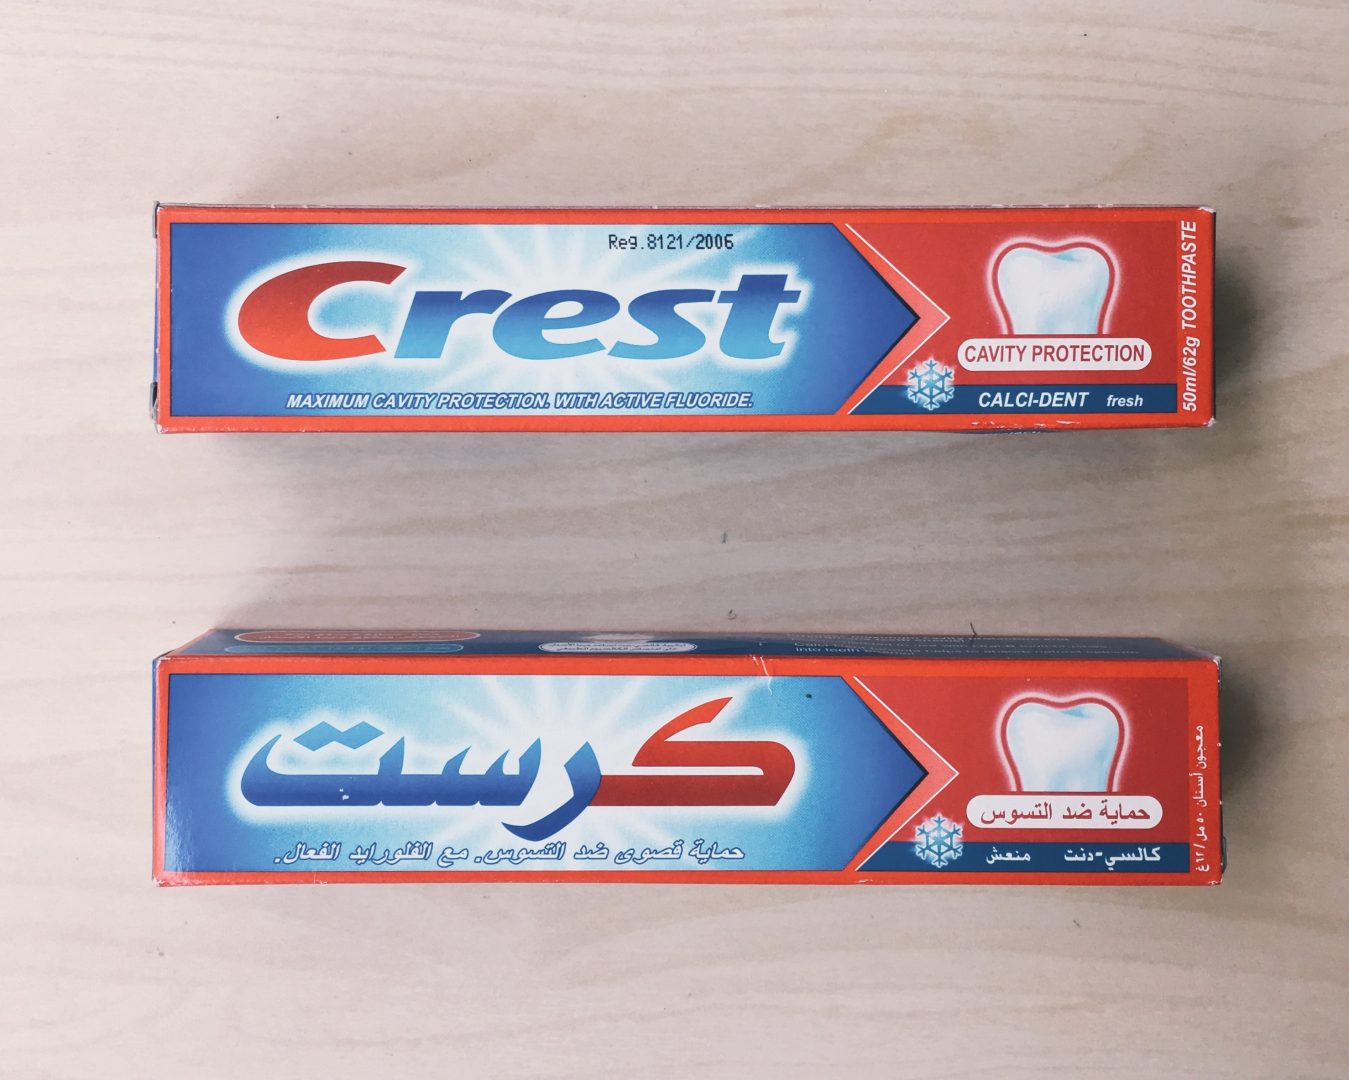 Reg.8121/2006
Crest
MAXIMUM CAVITY PROTECTION. WITH ACTIVE FLUORIDE.
CAVITY PROTECTION
CALCI-DENT fresh
50ml/62g TOOTHPASTE
كرست
حماية قصوى ضد التسوس. مع الفلورايد الفعال.
حماية ضد التسوس
كالسي-دنت منعش
معجون أسنان ٥٠ مل/٦٢غ